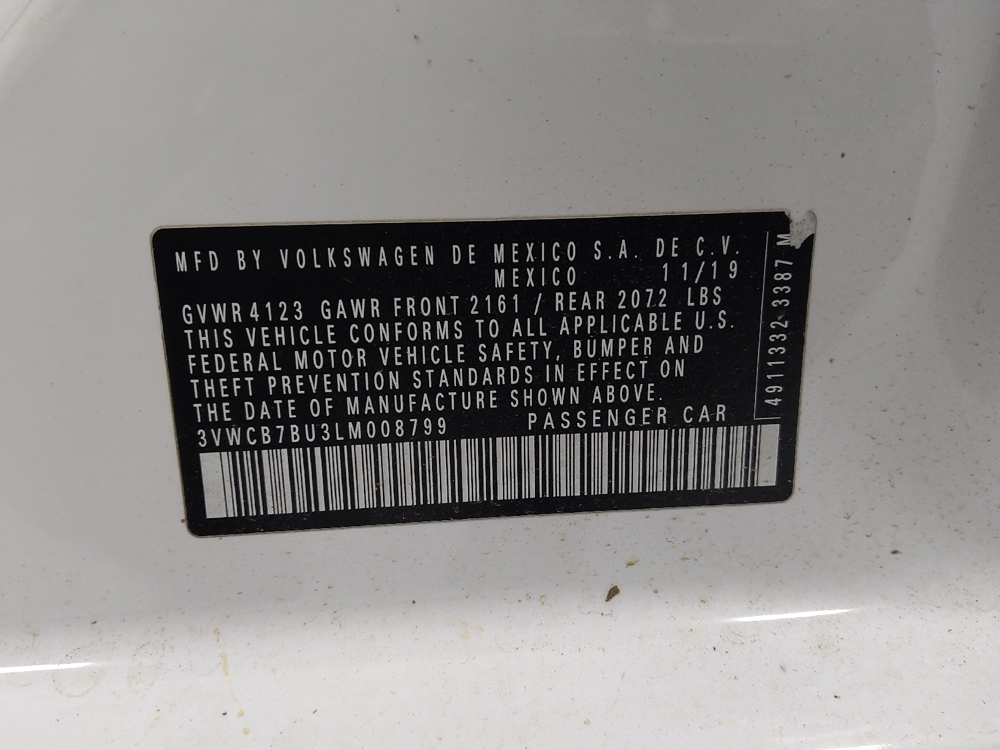 MFD BY VOLKSWAGEN DE MEXICO S.A. DE C.V.
MEXICO 11/19
GVWR 4123 GAWR FRONT 2161 / REAR 2072 LBS
THIS VEHICLE CONFORMS TO ALL APPLICABLE U.S.
FEDERAL MOTOR VEHICLE SAFETY, BUMPER AND
THEFT PREVENTION STANDARDS IN EFFECT ON
THE DATE OF MANUFACTURE SHOWN ABOVE.
3VWCB7BU3LM008799 PASSENGER CAR
4911332 3387 M